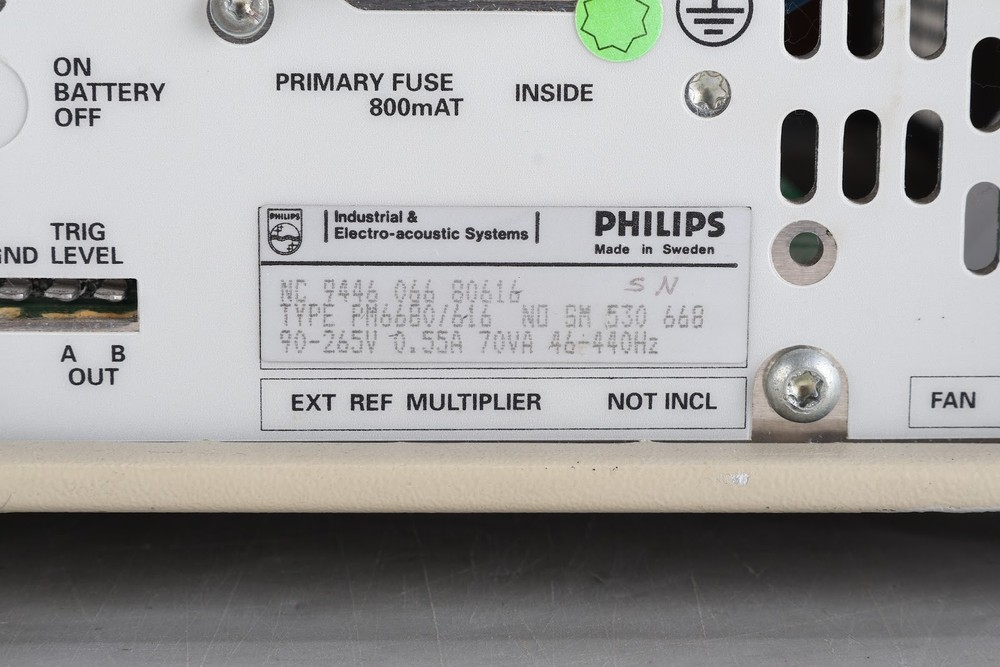 ON
BATTERY
OFF
PRIMARY FUSE
800mAT
INSIDE
TRIG
GND LEVEL
A B
OUT
PHILIPS
Industrial &
Electro-acoustic Systems
PHILIPS
Made in Sweden
NC 9446 066 80616
SN
TYPE PM6680/616 NO SM 530 668
90-265V 0.55A 70VA 46-440Hz
EXT REF MULTIPLIER NOT INCL
FAN